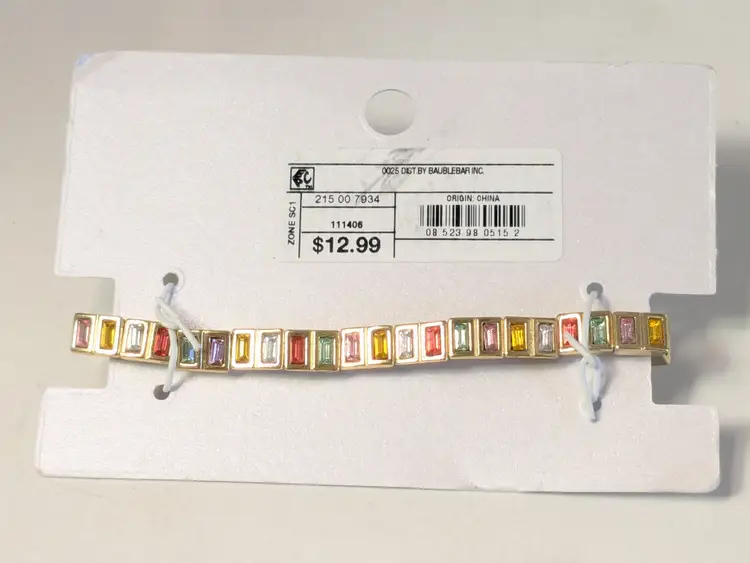 0025 DIST.BY BAUBLEBAR INC.
ZONE SC1
215 00 7934
ORIGIN: CHINA
111406
08 523 98 0515 2
$12.99